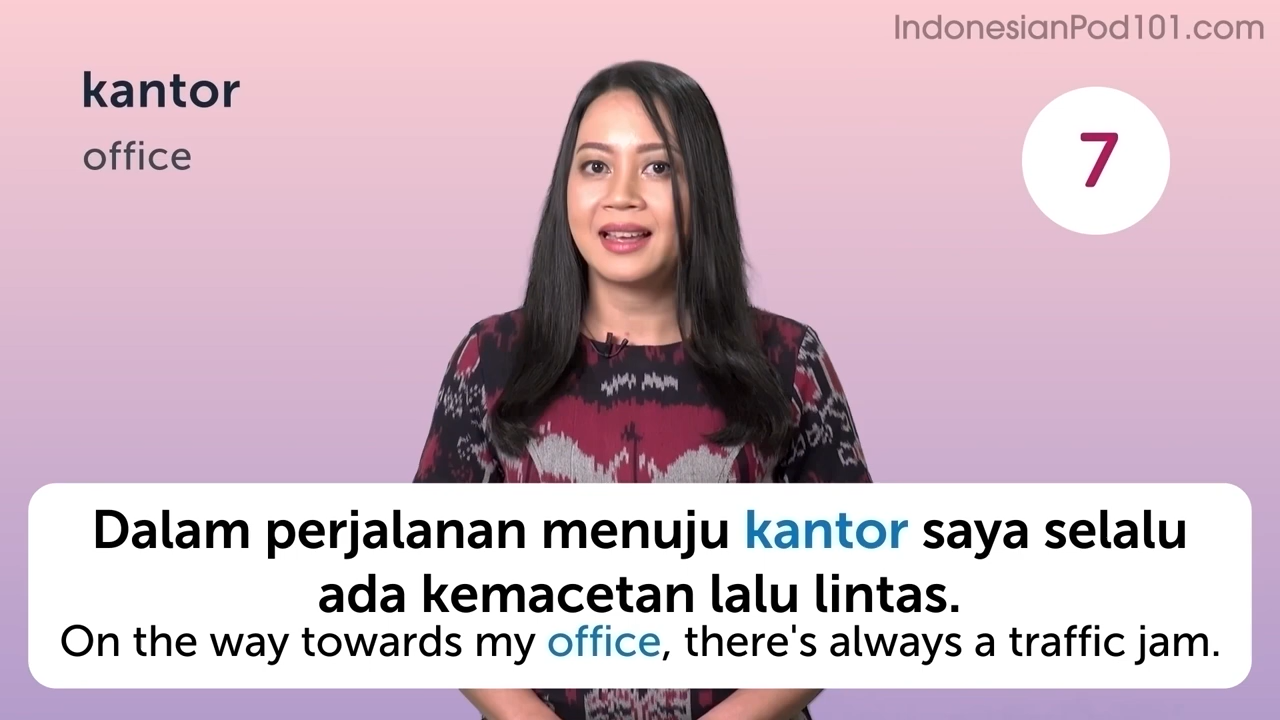 IndonesianPod101.com
kantor
office
7
Dalam perjalanan menuju kantor saya selalu
ada kemacetan lalu lintas.
On the way towards my office, there's always a traffic jam.